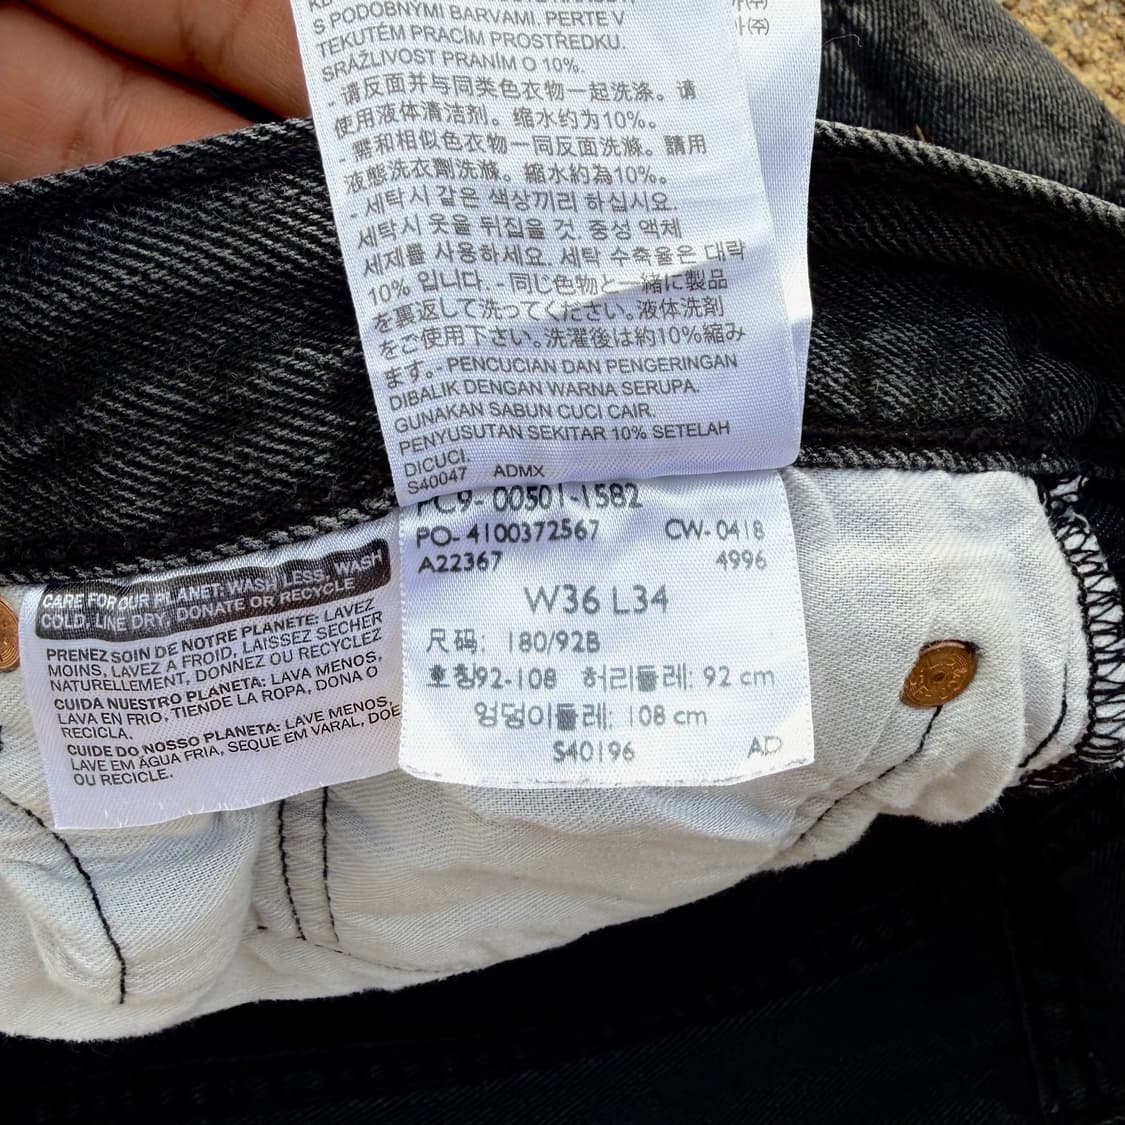 S PODOBNÝMI BARVAMI. PERTE V
TEKUTÉM PRACÍM PROSTŘEDKU.
SRÁŽLIVOST PRANÍM O 10%.
- 请反面并与同类色衣物一起洗涤。请
使用液体清洁剂。缩水约为10%。
- 需和相似色衣物一同反面洗滌。請用
液態洗衣劑洗滌。縮水約為10%。
- 세탁시 같은 색상끼리 하십시요.
세탁시 옷을 뒤집을 것. 중성 액체
세제를 사용하세요. 세탁 수축율은 대략
10% 입니다. - 同じ色物と一緒に製品
を裏返して洗ってください。液体洗剤
をご使用下さい。洗濯後は約10%縮み
ます。- PENCUCIAN DAN PENGERINGAN
DIBALIK DENGAN WARNA SERUPA.
GUNAKAN SABUN CUCI CAIR.
PENYUSUTAN SEKITAR 10% SETELAH
DICUCI.
S40047 ADMX
PC9- 00501-1582
PO- 4100372567 CW- 0418
A22367 4996
W36 L34
尺码: 180/92B
호칭92-108 허리둘레: 92 cm
엉덩이둘레: 108 cm
S40196 AD
CARE FOR OUR PLANET: WASH LESS, WASH
COLD, LINE DRY, DONATE OR RECYCLE
PRENEZ SOIN DE NOTRE PLANETE: LAVEZ
MOINS, LAVEZ A FROID, LAISSEZ SECHER
NATURELLEMENT, DONNEZ OU RECYCLEZ
CUIDA NUESTRO PLANETA: LAVA MENOS,
LAVA EN FRIO, TIENDE LA ROPA, DONA O
RECICLA.
CUIDE DO NOSSO PLANETA: LAVE MENOS,
LAVE EM ÁGUA FRIA, SEQUE EM VARAL, DOE
OU RECICLE.